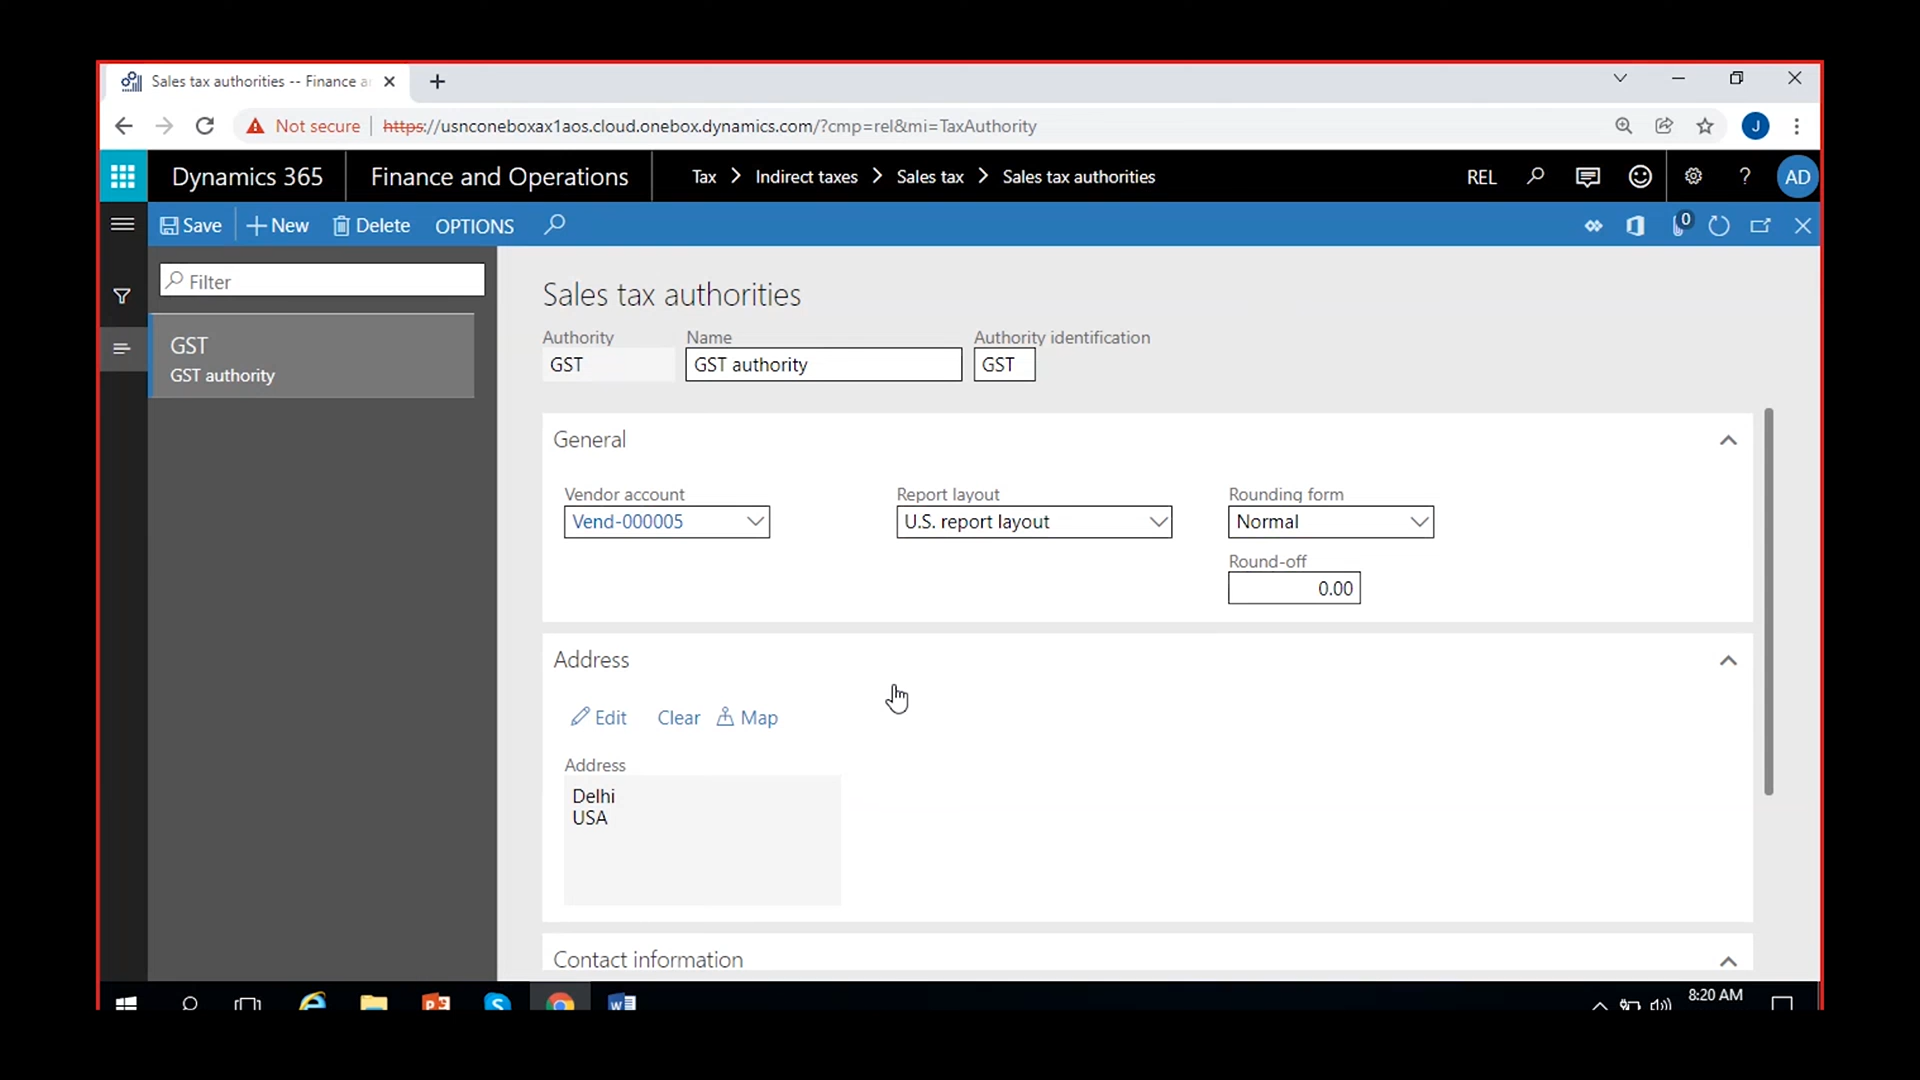 Sales tax authorities -- Finance a
Not secure https://usnconeboxax1aos.cloud.onebox.dynamics.com/?cmp=rel&mi=TaxAuthority J
Dynamics 365 Finance and Operations Tax > Indirect taxes > Sales tax > Sales tax authorities REL ? AD
Save New Delete OPTIONS 0
Filter
GST
GST authority
Sales tax authorities
Authority Name Authority identification
GST GST authority GST
General
Vendor account Report layout Rounding form
Vend-000005 U.S. report layout Normal
Round-off
0.00
Address
Edit Clear Map
Address
Delhi
USA
Contact information
8:20 AM